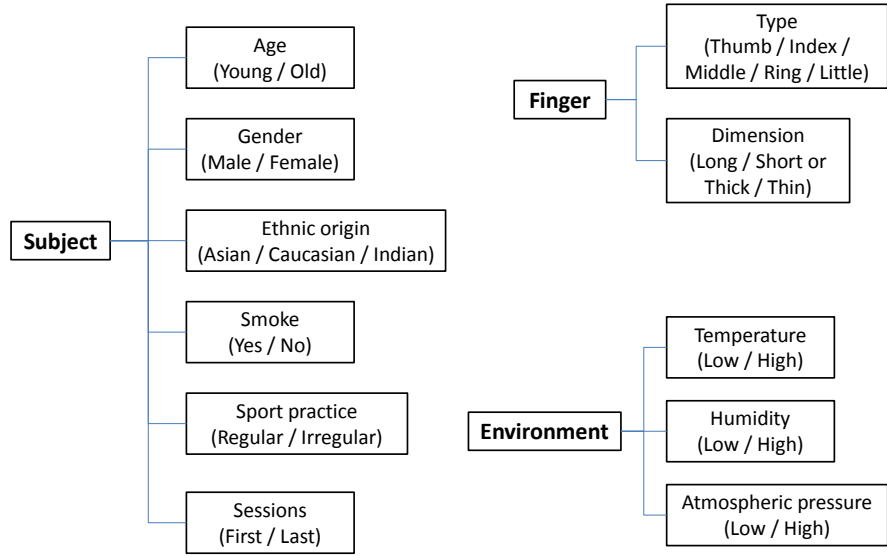 Subject
Age
(Young / Old)
Gender
(Male / Female)
Ethnic origin
(Asian / Caucasian / Indian)
Smoke
(Yes / No)
Sport practice
(Regular / Irregular)
Sessions
(First / Last)
Finger
Type
(Thumb / Index /
Middle / Ring / Little)
Dimension
(Long / Short or
Thick / Thin)
Environment
Temperature
(Low / High)
Humidity
(Low / High)
Atmospheric pressure
(Low / High)